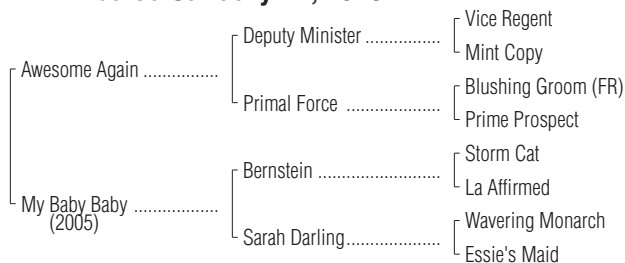 Vice Regent
Deputy Minister ................
Mint Copy
Awesome Again ...............
Blushing Groom (FR)
Primal Force ....................
Prime Prospect
Storm Cat
Bernstein ..........................
La Affirmed
My Baby Baby .................
(2005)
Wavering Monarch
Sarah Darling....................
Essie's Maid